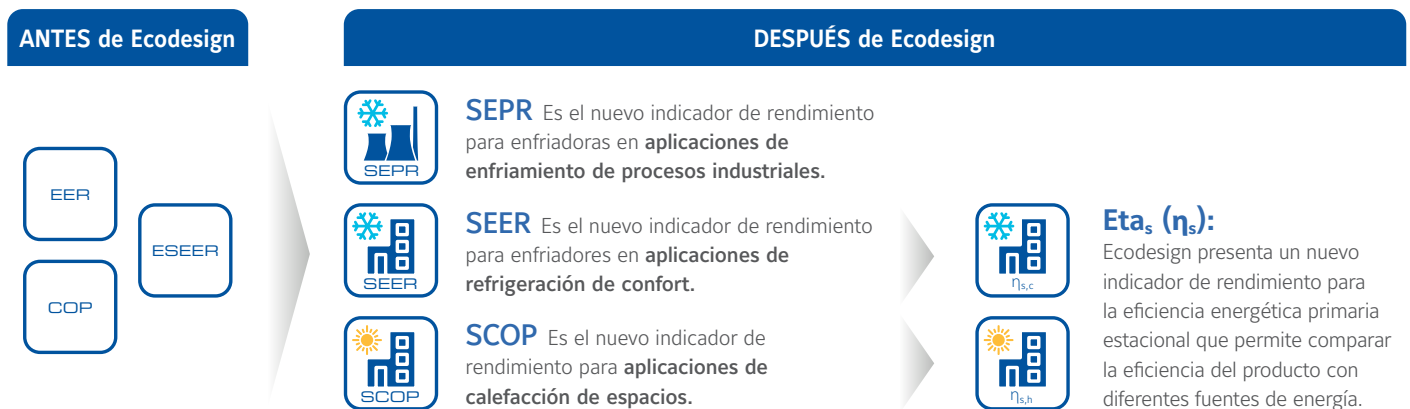 ANTES de Ecodesign
DESPUÉS de Ecodesign
EER
COP
ESEER
SEPR
SEPR Es el nuevo indicador de rendimiento
para enfriadoras en aplicaciones de
enfriamiento de procesos industriales.
SEER
SEER Es el nuevo indicador de rendimiento
para enfriadores en aplicaciones de
refrigeración de confort.
SCOP
SCOP Es el nuevo indicador de
rendimiento para aplicaciones de
calefacción de espacios.
ηs,c
ηs,h
Etas (ηs):
Ecodesign presenta un nuevo
indicador de rendimiento para
la eficiencia energética primaria
estacional que permite comparar
la eficiencia del producto con
diferentes fuentes de energía.